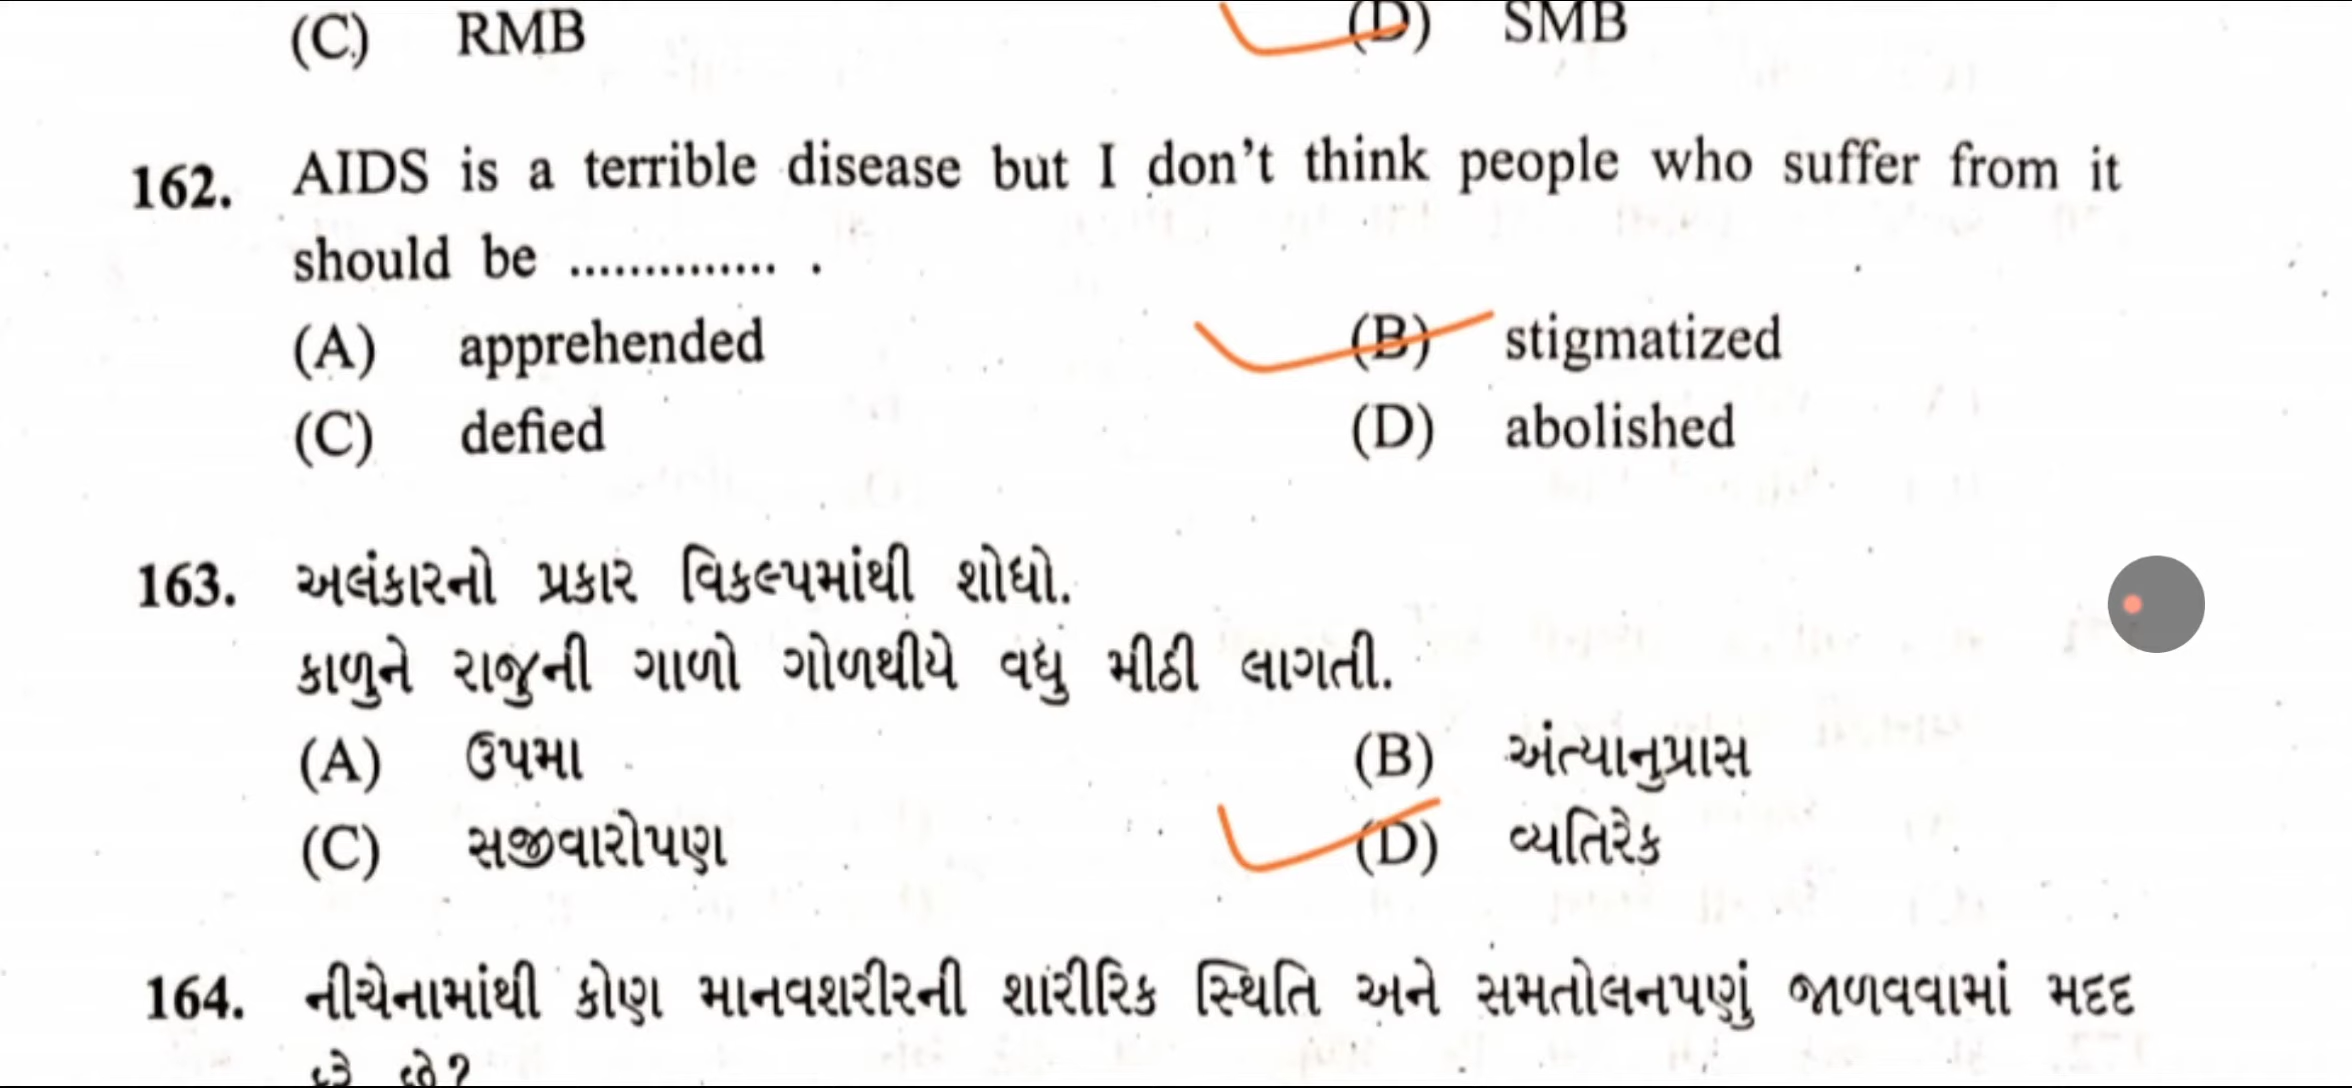 (C) RMB (D) SMB
162. AIDS is a terrible disease but I don't think people who suffer from it
should be .............. .
(A) apprehended (B) stigmatized
(C) defied (D) abolished
163. અલંકારનો પ્રકાર વિકલ્પમાંથી શોધો.
કાળુને રાજુની ગાળો ગોળથીયે વધુ મીઠી લાગતી.
(A) ઉપમા (B) અંત્યાનુપ્રાસ
(C) સજીવારોપણ (D) વ્યતિરેક
164. નીચેનામાંથી કોણ માનવશરીરની શારીરિક સ્થિતિ અને સમતોલનપણું જાળવવામાં મદદ
કરે છે?